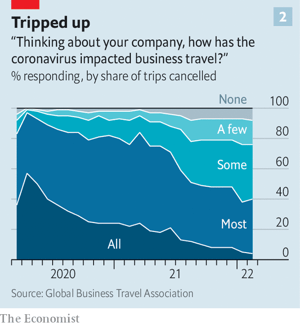 Tripped up
2
“Thinking about your company, how has the
coronavirus impacted business travel?”
% responding, by share of trips cancelled
None
100
A few
80
Some
60
40
Most
20
All
0
2020
21
22
Source: Global Business Travel Association
The Economist